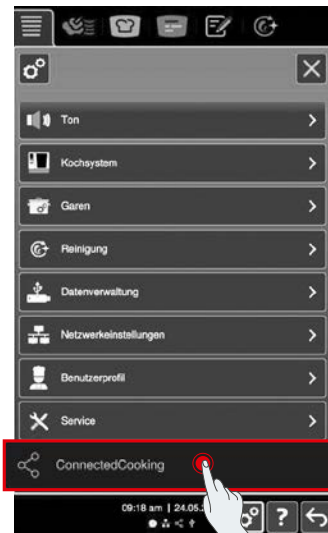 Ton
Kochsystem
Garen
Reinigung
Datenverwaltung
Netzwerkeinstellungen
Benutzerprofil
Service
ConnectedCooking
09:18 am | 24.05.
?